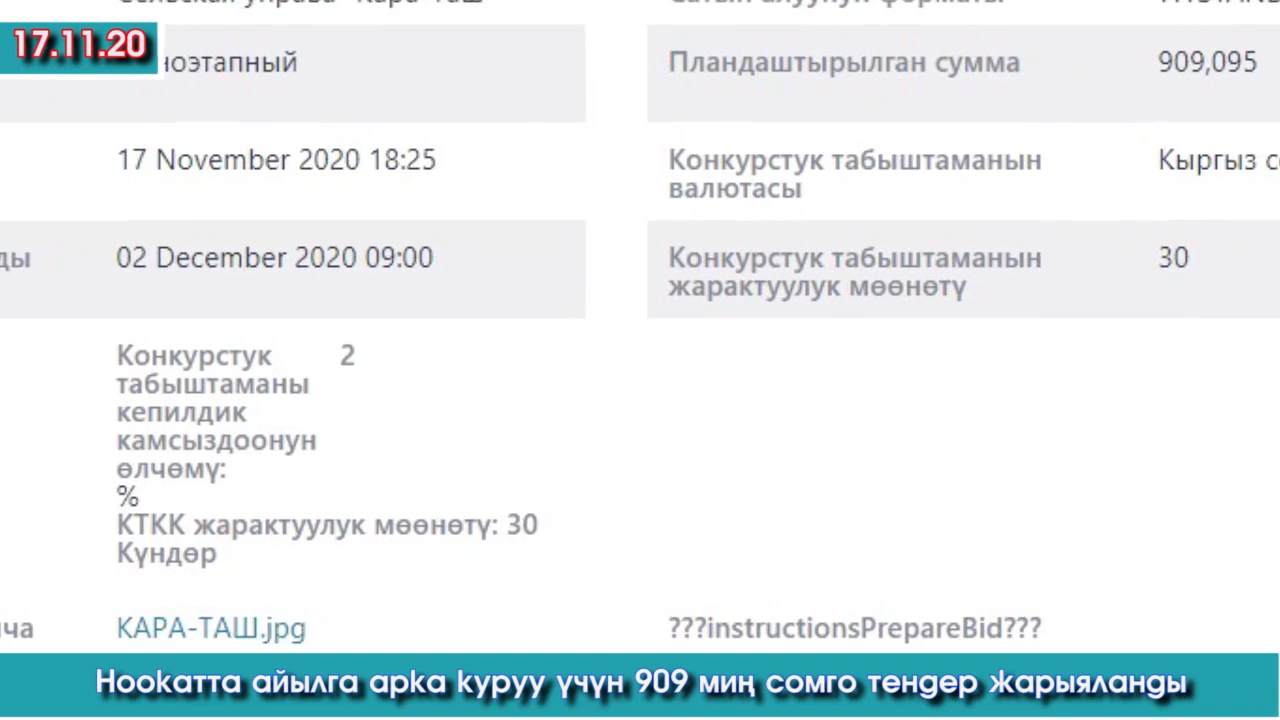 17.11.20
ноэтапный
Пландаштырылган сумма
909,095
17 November 2020 18:25
Конкурстук табыштаманын
валютасы
Кыргыз
02 December 2020 09:00
Конкурстук табыштаманын
жарактуулук мөөнөтү
30
Конкурстук 2
табыштаманы
кепилдик
камсыздоонун
өлчөмү:
%
КТКК жарактуулук мөөнөтү: 30
Күндөр
КАРА-ТАШ.jpg
???instructionsPrepareBid???
Ноокатта айылга арка куруу үчүн 909 миң сомго тендер жарыяланды